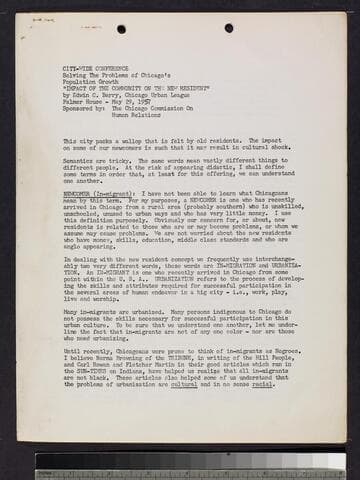 CITY-WIDE CONFERENCE
Solving The Problems of Chicago's
Population Growth
"IMPACT OF THE COMMUNITY ON THE NEW RESIDENT"
by Edwin C. Berry, Chicago Urban League
Palmer House - May 29, 1957
Sponsored by: The Chicago Commission On
Human Relations
This city packs a wallop that is felt by old residents. The impact
on some of our newcomers is such that it may result in cultural shock.
Semantics are tricky. The same words mean vastly different things to
different people. At the risk of appearing didactic, I shall define
some terms in order that, at least for this offering, we can understand
one another.
NEWCOMER (In-migrant): I have not been able to learn what Chicagoans
mean by this term. For my purposes, a NEWCOMER is one who has recently
arrived in Chicago from a rural area (probably southern) who is unskilled,
unschooled, unused to urban ways and who has very little money. I use
this definition purposely. Obviously our concern for, or about, new
residents is related to those who are or may become problems, or whom we
assume may cause problems. We are not worried about the new residents
who have money, skills, education, middle class standards and who are
anglo appearing.
In dealing with the new resident concept we frequently use interchange-
ably two very different words, those words are IN-MIGRATION and URBANIZA-
TION. An IN-MIGRANT is one who recently arrived in Chicago from some
point within the U. S. A. URBANIZATION refers to the process of develop-
ing the skills and attributes required for successful participation in
the several areas of human endeavor in a big city - i.e., work, play,
live and worship.
Many in-migrants are urbanized. Many persons indigenous to Chicago do
not possess the skills necessary for successful participation in this
urban culture. To be sure that we understand one another, let me under-
line the fact that in-migrants are not of any one color - nor are those
who need urbanizing.
Until recently, Chicagoans were prone to think of in-migrants as Negroes.
I believe Norma Browning of the TRIBUNE, in writing of the Hill People,
and Carl Rowan and Fletcher Martin in their good articles which ran in
the SUN-TIMES on Indians, have helped us realize that all in-migrants
are not black. These articles also helped some of us understand that
the problems of urbanization are cultural and in no sense racial.